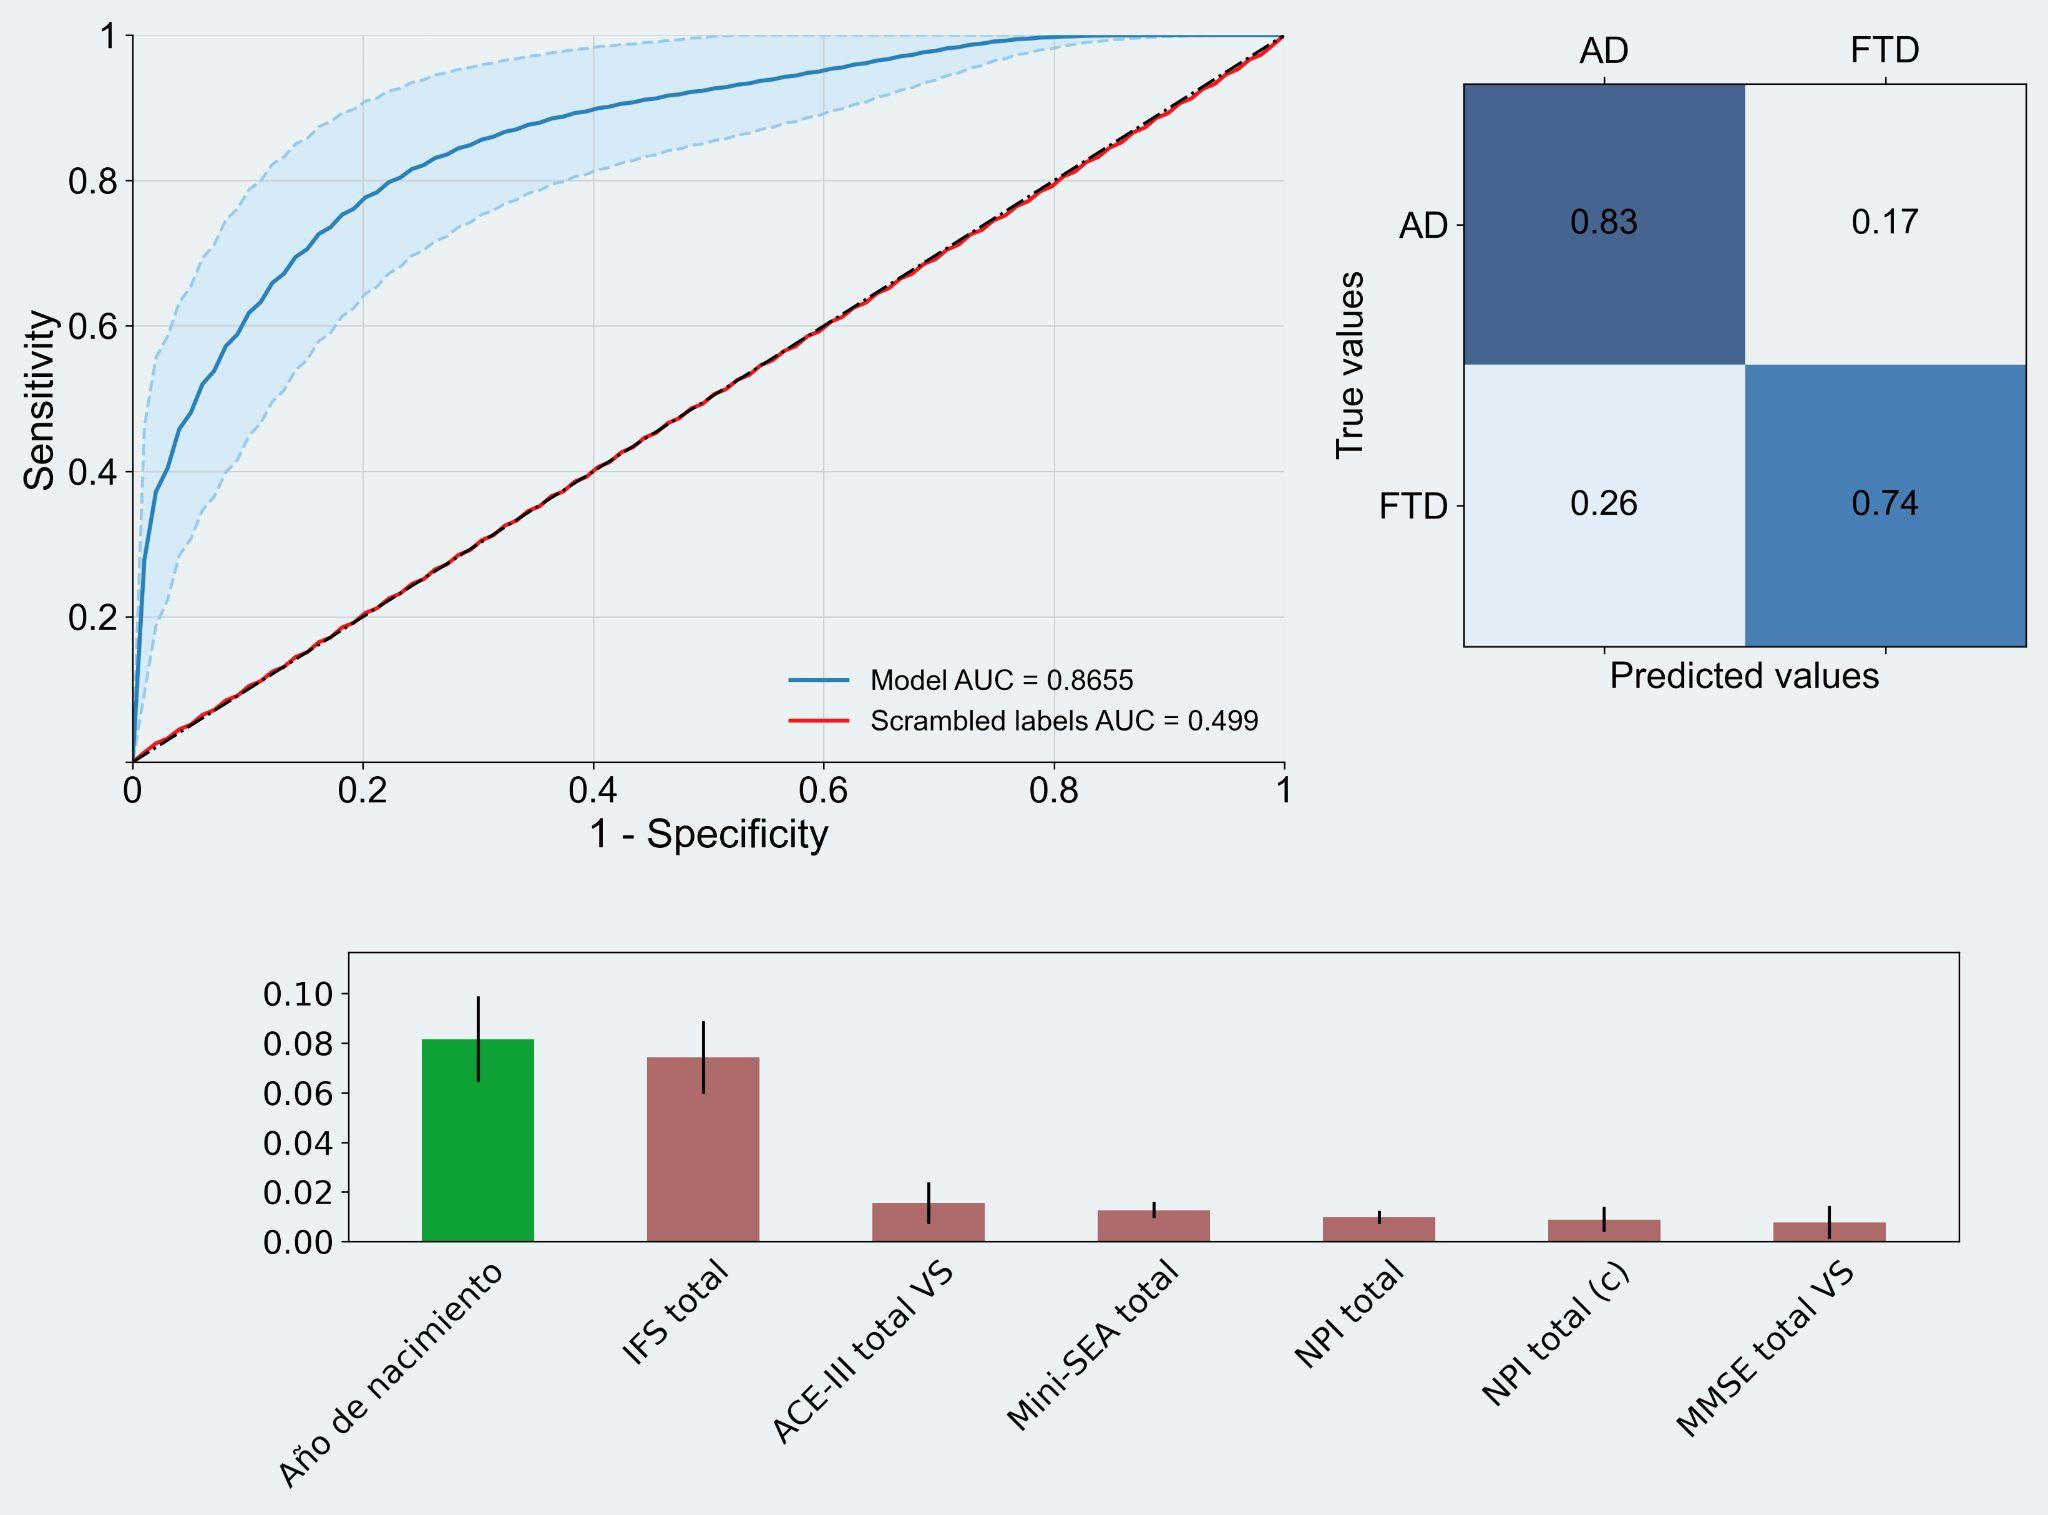 1
0.8
0.6
0.4
0.2
Sensitivity
Model AUC = 0.8655
Scrambled labels AUC = 0.499
0 0.2 0.4 0.6 0.8 1
1 - Specificity
AD FTD
True values
AD 0.83 0.17
FTD 0.26 0.74
Predicted values
0.10
0.08
0.06
0.04
0.02
0.00
Año de nacimiento
IFS total
ACE-III total VS
Mini-SEA total
NPI total
NPI total (c)
MMSE total VS